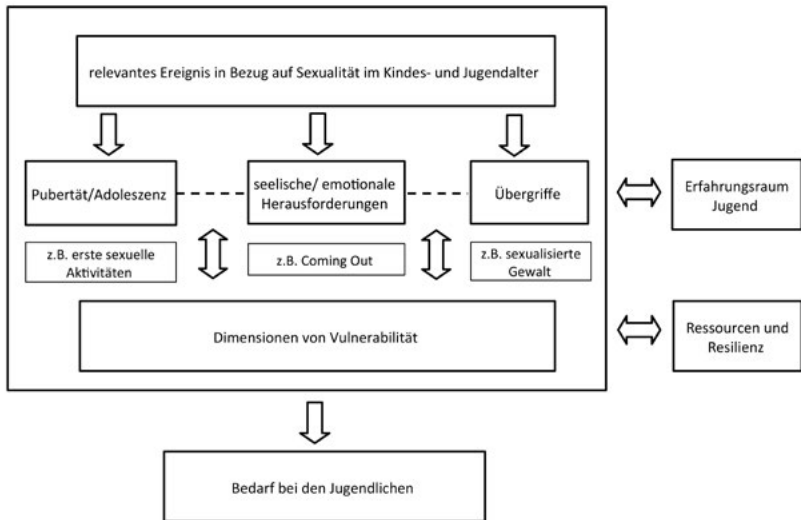 relevantes Ereignis in Bezug auf Sexualität im Kindes- und Jugendalter
Pubertät/Adoleszenz
seelische/ emotionale
Herausforderungen
Übergriffe
Erfahrungsraum
Jugend
z.B. erste sexuelle
Aktivitäten
z.B. Coming Out
z.B. sexualisierte
Gewalt
Dimensionen von Vulnerabilität
Ressourcen und
Resilienz
Bedarf bei den Jugendlichen